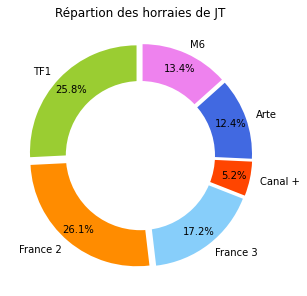 Répartion des horraies de JT
M6
13.4%
TF1
25.8%
Arte
12.4%
5.2%
Canal +
17.2%
France 3
26.1%
France 2